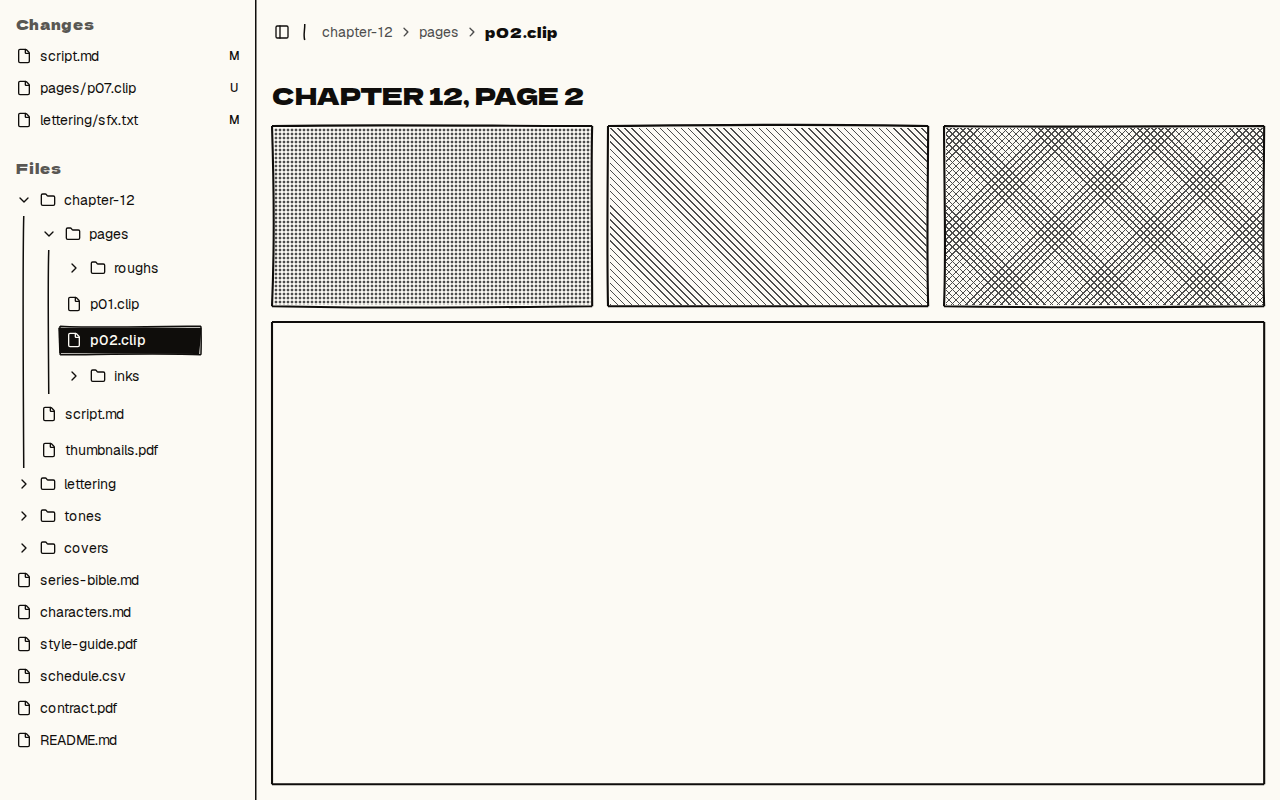 Changes
script.md M
pages/p07.clip U
lettering/sfx.txt M
Files
chapter-12
pages
roughs
p01.clip
p02.clip
inks
script.md
thumbnails.pdf
lettering
tones
covers
series-bible.md
characters.md
style-guide.pdf
schedule.csv
contract.pdf
README.md
chapter-12 > pages > p02.clip
CHAPTER 12, PAGE 2